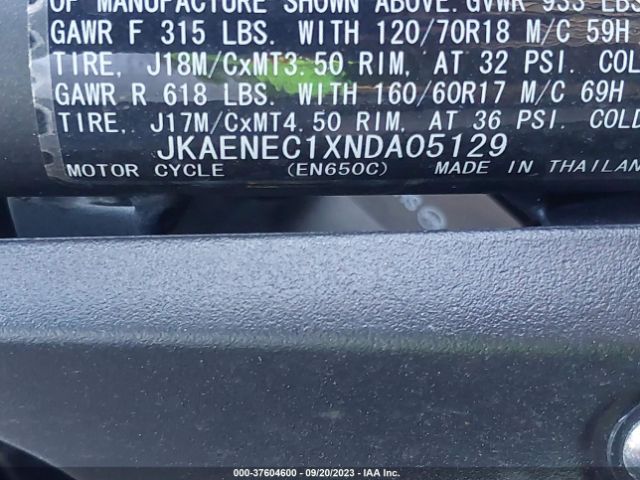 OF MANUFACTURE SHOWN ABOVE. GVWR 933 LBS
GAWR F 315 LBS. WITH 120/70R18 M/C 59H
TIRE, J18M/CxMT3.50 RIM, AT 32 PSI. COL
GAWR R 618 LBS. WITH 160/60R17 M/C 69H
TIRE, J17M/CxMT4.50 RIM, AT 36 PSI. COLD
JKAENEC1XNDA05129
MOTOR CYCLE (EN650C) MADE IN THAILAN
000-37604600 / 09/20/2023 / IAA Inc.